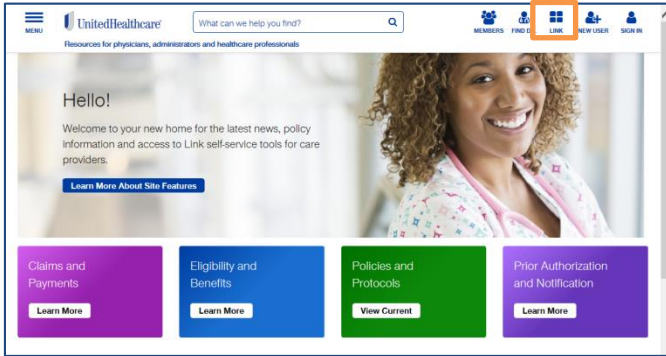 MENU
UnitedHealthcare
What can we help you find?
MEMBERS
FIND
LINK
NEW USER
SIGN IN
Resources for physicians, administrators and healthcare professionals
Hello!
Welcome to your new home for the latest news, policy
information and access to Link self-service tools for care
providers.
Learn More About Site Features
Claims and
Payments
Learn More
Eligibility and
Benefits
Learn More
Policies and
Protocols
View Current
Prior Authorization
and Notification
Learn More